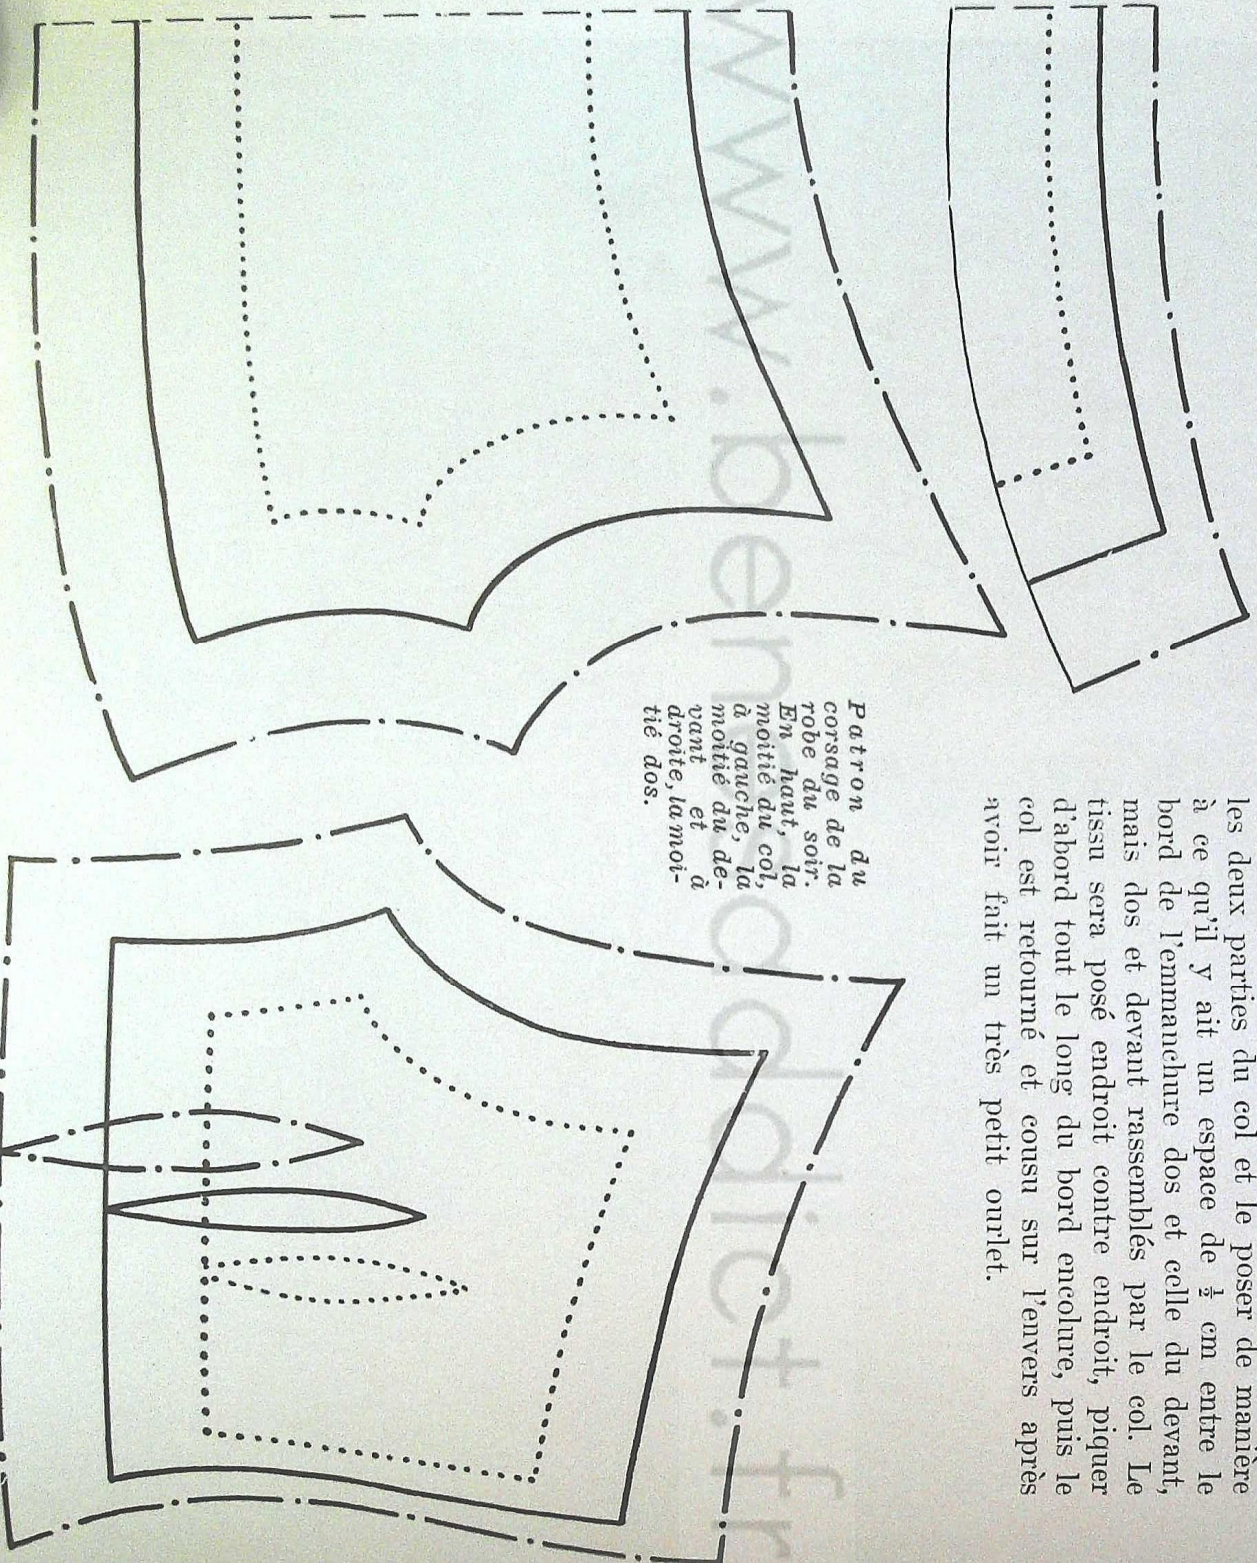 les deux parties du col et le poser de manière
à ce qu'il y ait un espace de ½ cm entre le
bord de l'emmanchure dos et celle du devant,
mais dos et devant rassemblés par le col. Le
tissu sera posé endroit contre endroit, piquer
d'abord tout le long du bord encolure, puis le
col est retourné et cousu sur l'envers après
avoir fait un très petit ourlet.
Patron du
corsage de la
robe du soir.
En haut, la
moitié du col,
à gauche, la
moitié du de-
vant et à
droite, la moi-
tié dos.
www.benesaddict.fr